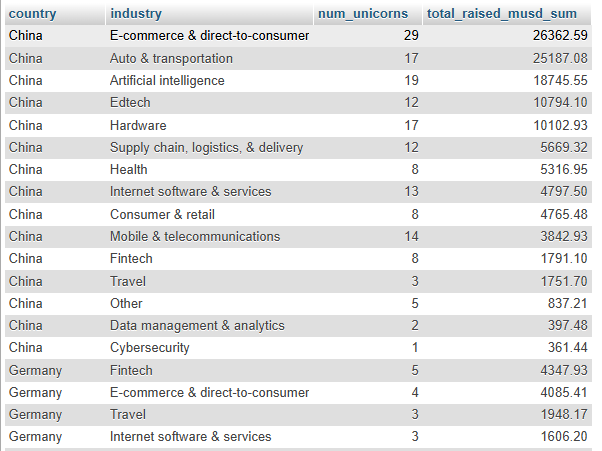 country industry num_unicorns total_raised_musd_sum
China E-commerce & direct-to-consumer 29 26362.59
China Auto & transportation 17 25187.08
China Artificial intelligence 19 18745.55
China Edtech 12 10794.10
China Hardware 17 10102.93
China Supply chain, logistics, & delivery 12 5669.32
China Health 8 5316.95
China Internet software & services 13 4797.50
China Consumer & retail 8 4765.48
China Mobile & telecommunications 14 3842.93
China Fintech 8 1791.10
China Travel 3 1751.70
China Other 5 837.21
China Data management & analytics 2 397.48
China Cybersecurity 1 361.44
Germany Fintech 5 4347.93
Germany E-commerce & direct-to-consumer 4 4085.41
Germany Travel 3 1948.17
Germany Internet software & services 3 1606.20